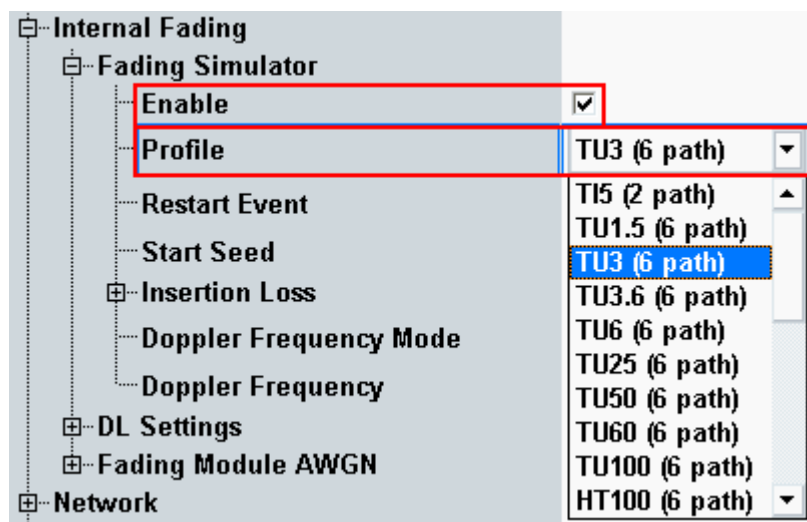 Internal Fading
Fading Simulator
Enable
Profile TU3 (6 path)
TI5 (2 path)
Restart Event
TU1.5 (6 path)
Start Seed
TU3 (6 path)
Insertion Loss
TU3.6 (6 path)
TU6 (6 path)
Doppler Frequency Mode
TU25 (6 path)
Doppler Frequency
TU50 (6 path)
DL Settings
TU60 (6 path)
Fading Module AWGN
TU100 (6 path)
Network
HT100 (6 path)